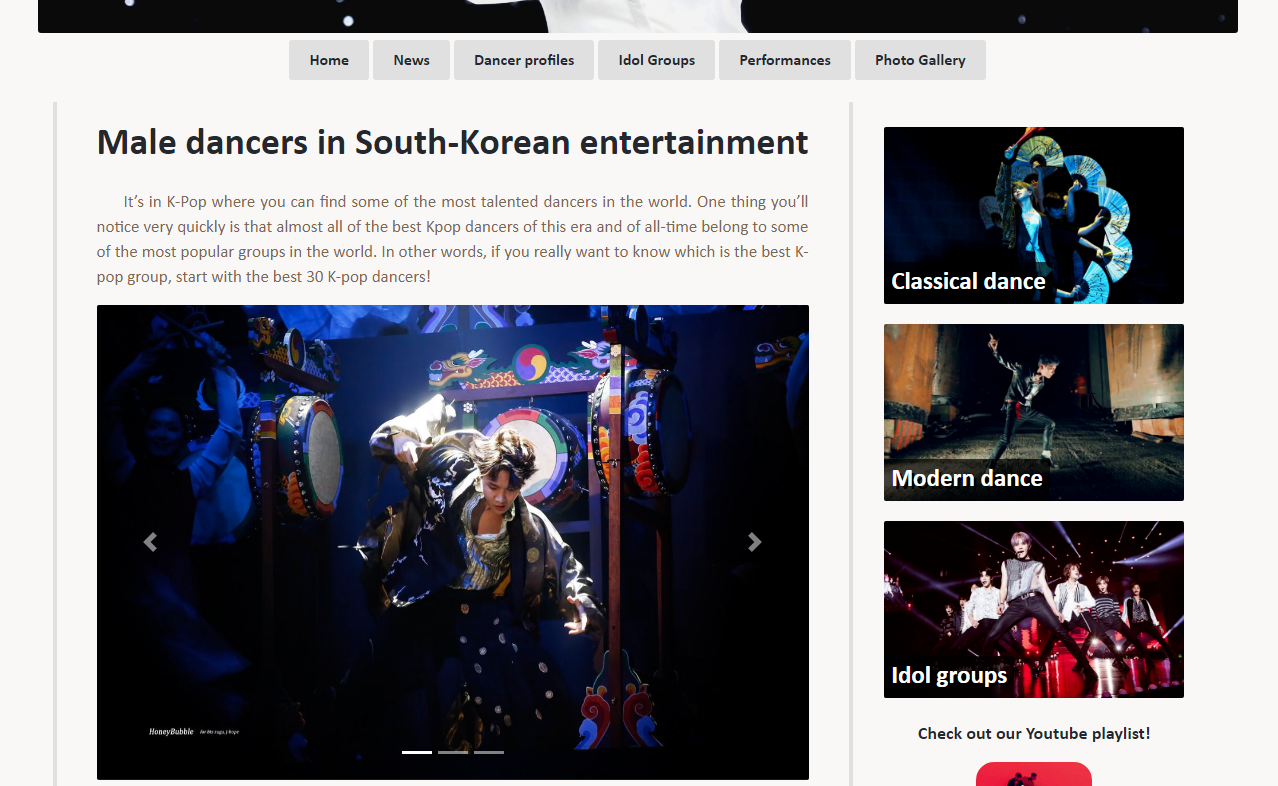 Home News Dancer profiles Idol Groups Performances Photo Gallery
Male dancers in South-Korean entertainment
It’s in K-Pop where you can find some of the most talented dancers in the world. One thing you’ll
notice very quickly is that almost all of the best Kpop dancers of this era and of all-time belong to some
of the most popular groups in the world. In other words, if you really want to know which is the best K-
pop group, start with the best 30 K-pop dancers!
HoneyBubble for bts suga, j-hope
Classical dance
Modern dance
Idol groups
Check out our Youtube playlist!